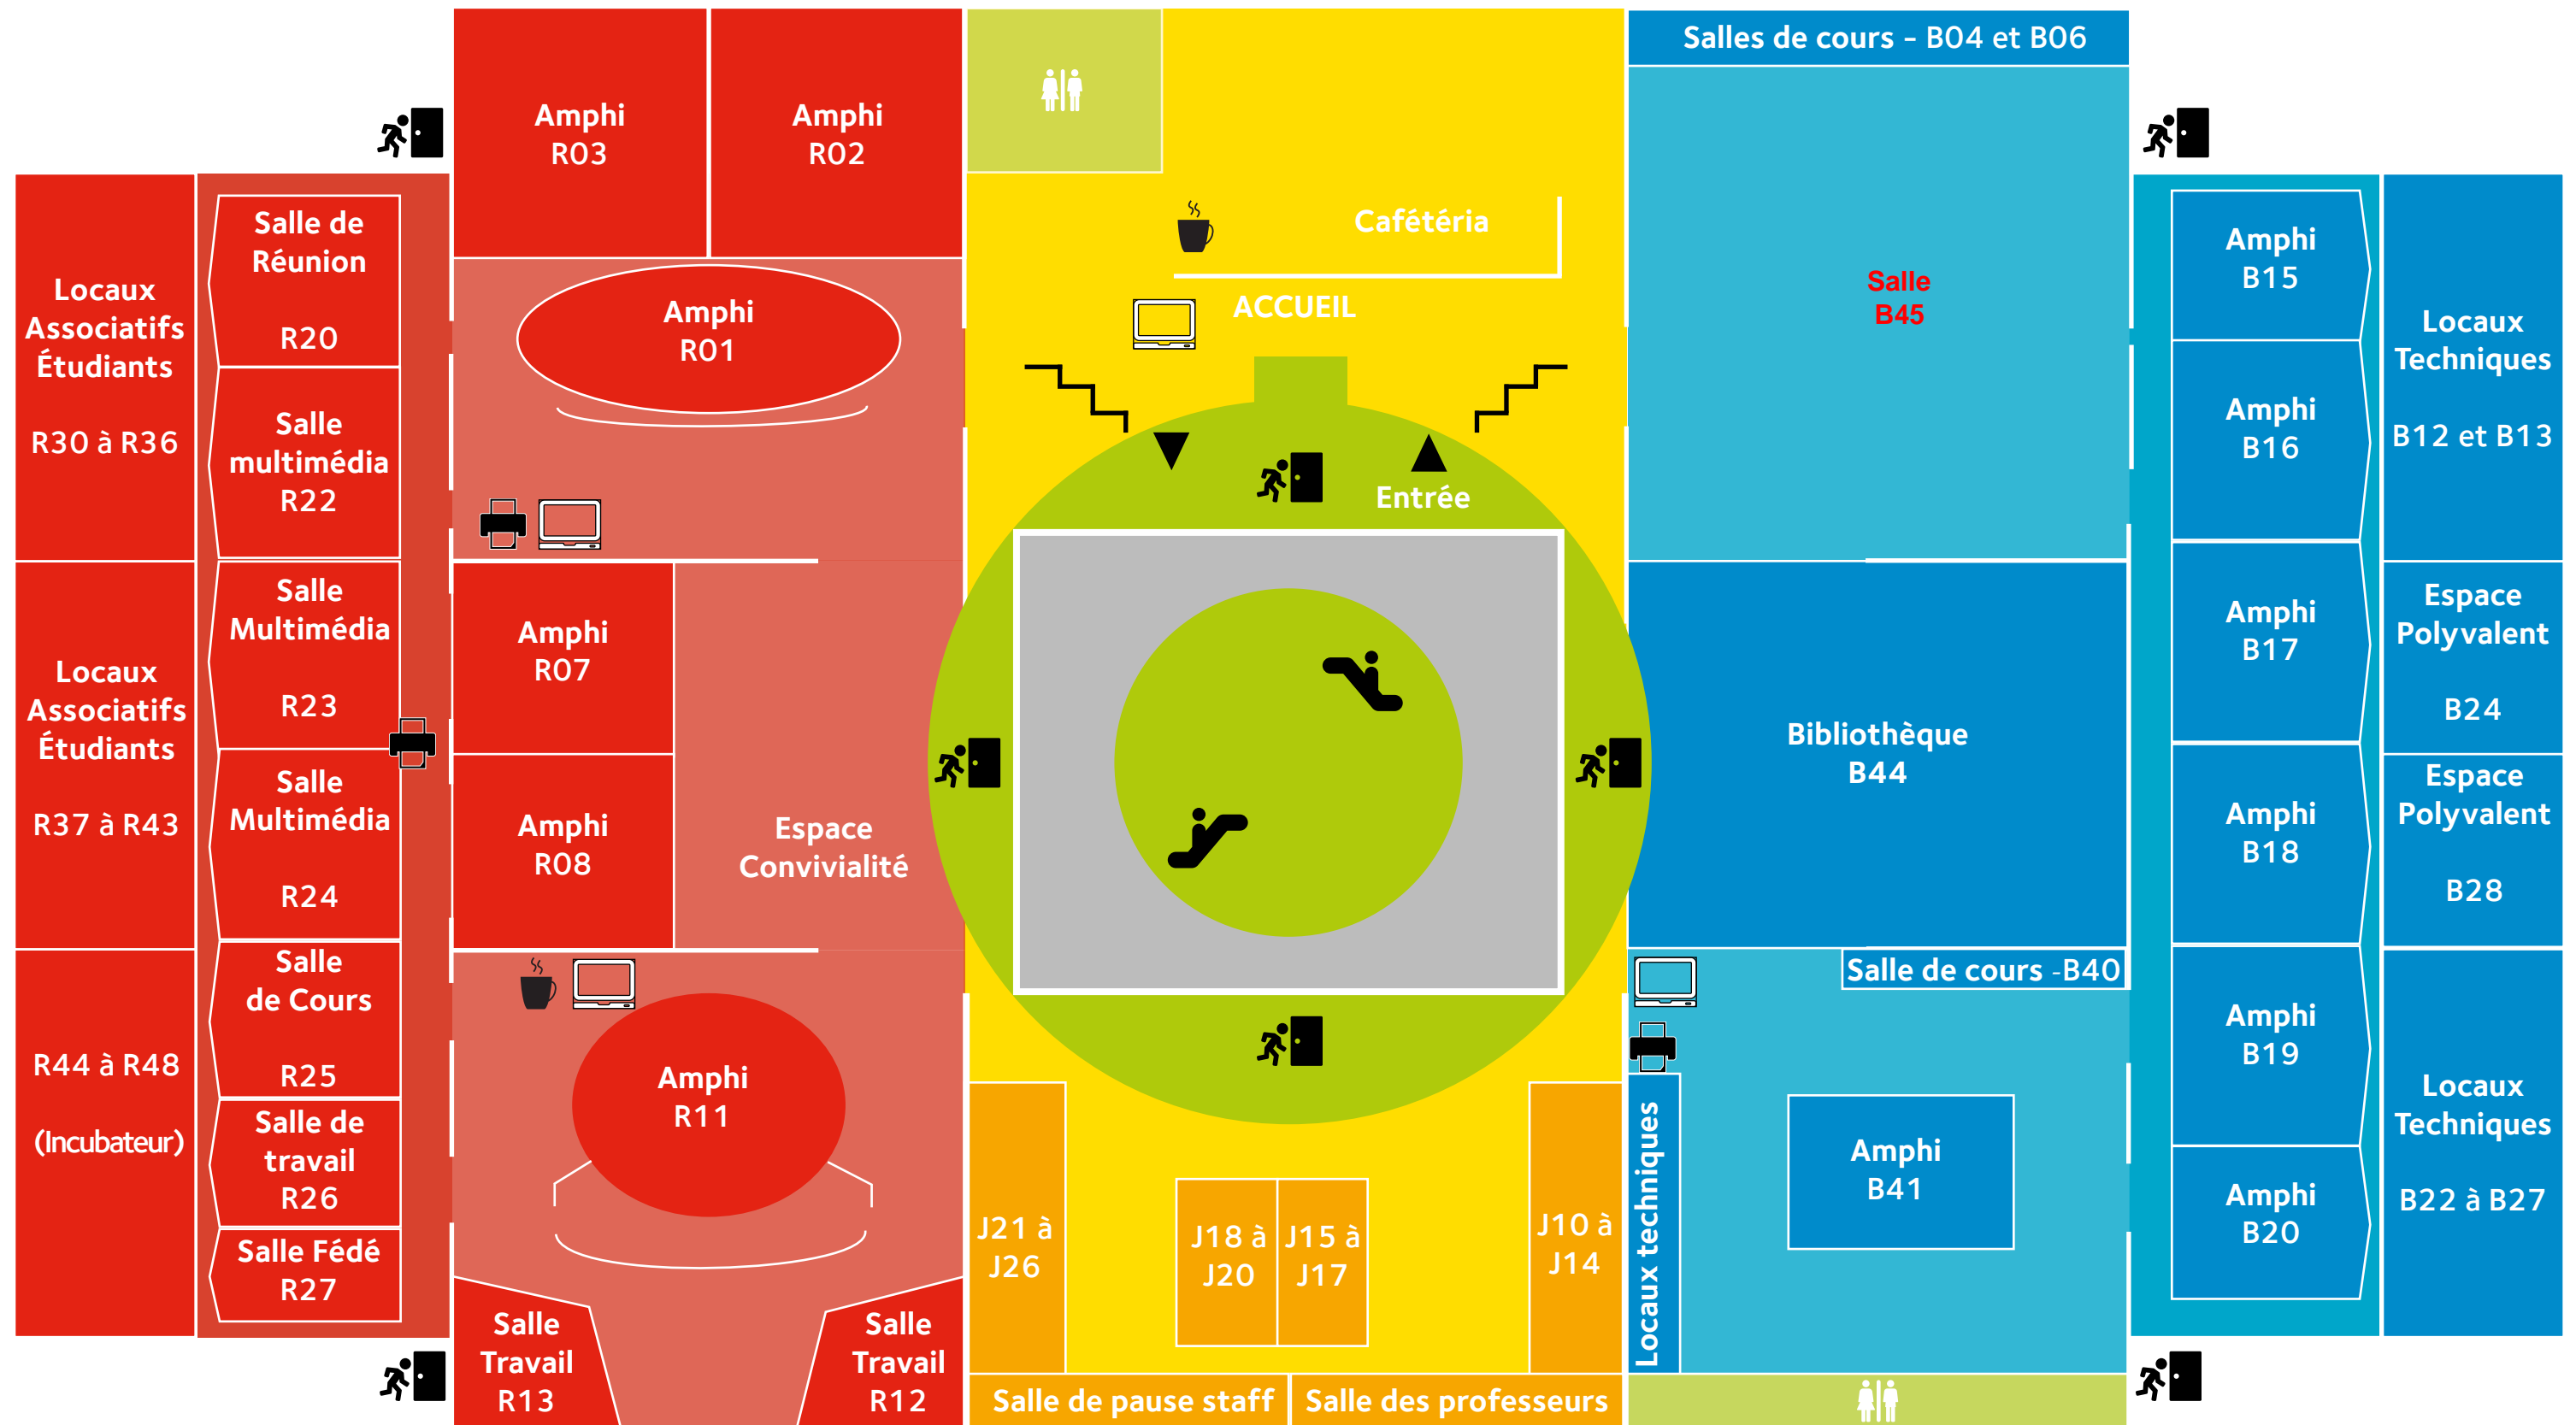 Locaux
Associatifs
Étudiants
R30 à R36
Locaux
Associatifs
Étudiants
R37 à R43
R44 à R48
(Incubateur)
Salle de
Réunion
R20
Salle
multimédia
R22
Salle
Multimédia
R23
Salle
Multimédia
R24
Salle
de Cours
R25
Salle de
travail
R26
Salle Fédé
R27
Amphi
R03
Amphi
R02
Amphi
R01
Amphi
R07
Amphi
R08
Espace
Convivialité
Amphi
R11
Salle
Travail
R13
Salle
Travail
R12
Cafétéria
ACCUEIL
Entrée
J21 à
J26
J18 à
J20
J15 à
J17
J10 à
J14
Salle de pause staff
Salle des professeurs
Salles de cours - B04 et B06
Salle
B45
Bibliothèque
B44
Salle de cours -B40
Locaux techniques
Amphi
B41
Amphi
B15
Amphi
B16
Amphi
B17
Amphi
B18
Amphi
B19
Amphi
B20
Locaux
Techniques
B12 et B13
Espace
Polyvalent
B24
Espace
Polyvalent
B28
Locaux
Techniques
B22 à B27